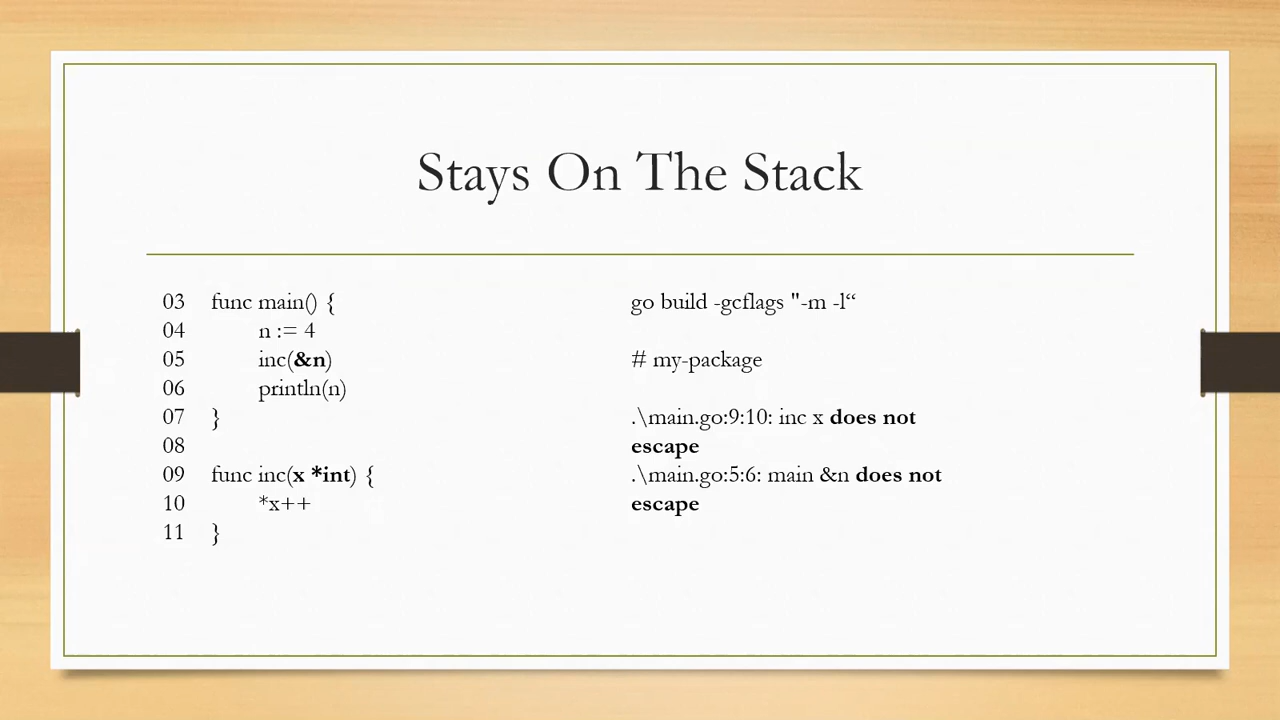 Stays On The Stack
03 func main() {
04 n := 4
05 inc(&n)
06 println(n)
07 }
08
09 func inc(x *int) {
10 *x++
11 }
go build -gcflags "-m -l“
# my-package
.\main.go:9:10: inc x does not
escape
.\main.go:5:6: main &n does not
escape